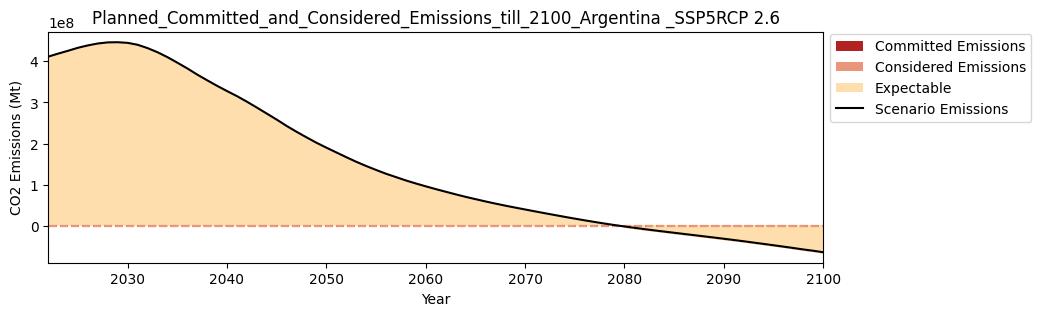 Planned_Committed_and_Considered_Emissions_till_2100_Argentina _SSP5RCP 2.6
1e8
4
3
2
1
0
CO2 Emissions (Mt)
2030 2040 2050 2060 2070 2080 2090 2100
Year
Committed Emissions
Considered Emissions
Expectable
Scenario Emissions